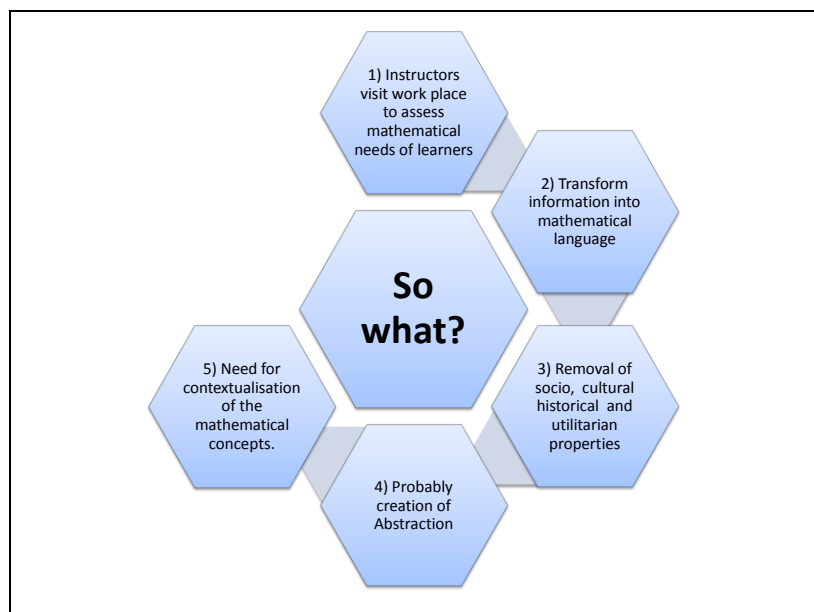 1) Instructors
visit work place
to assess
mathematical
needs of learners
2) Transform
information into
mathematical
language
So
what?
3) Removal of
socio, cultural
historical and
utilitarian
properties
4) Probably
creation of
Abstraction
5) Need for
contextualisation
of the
mathematical
concepts.